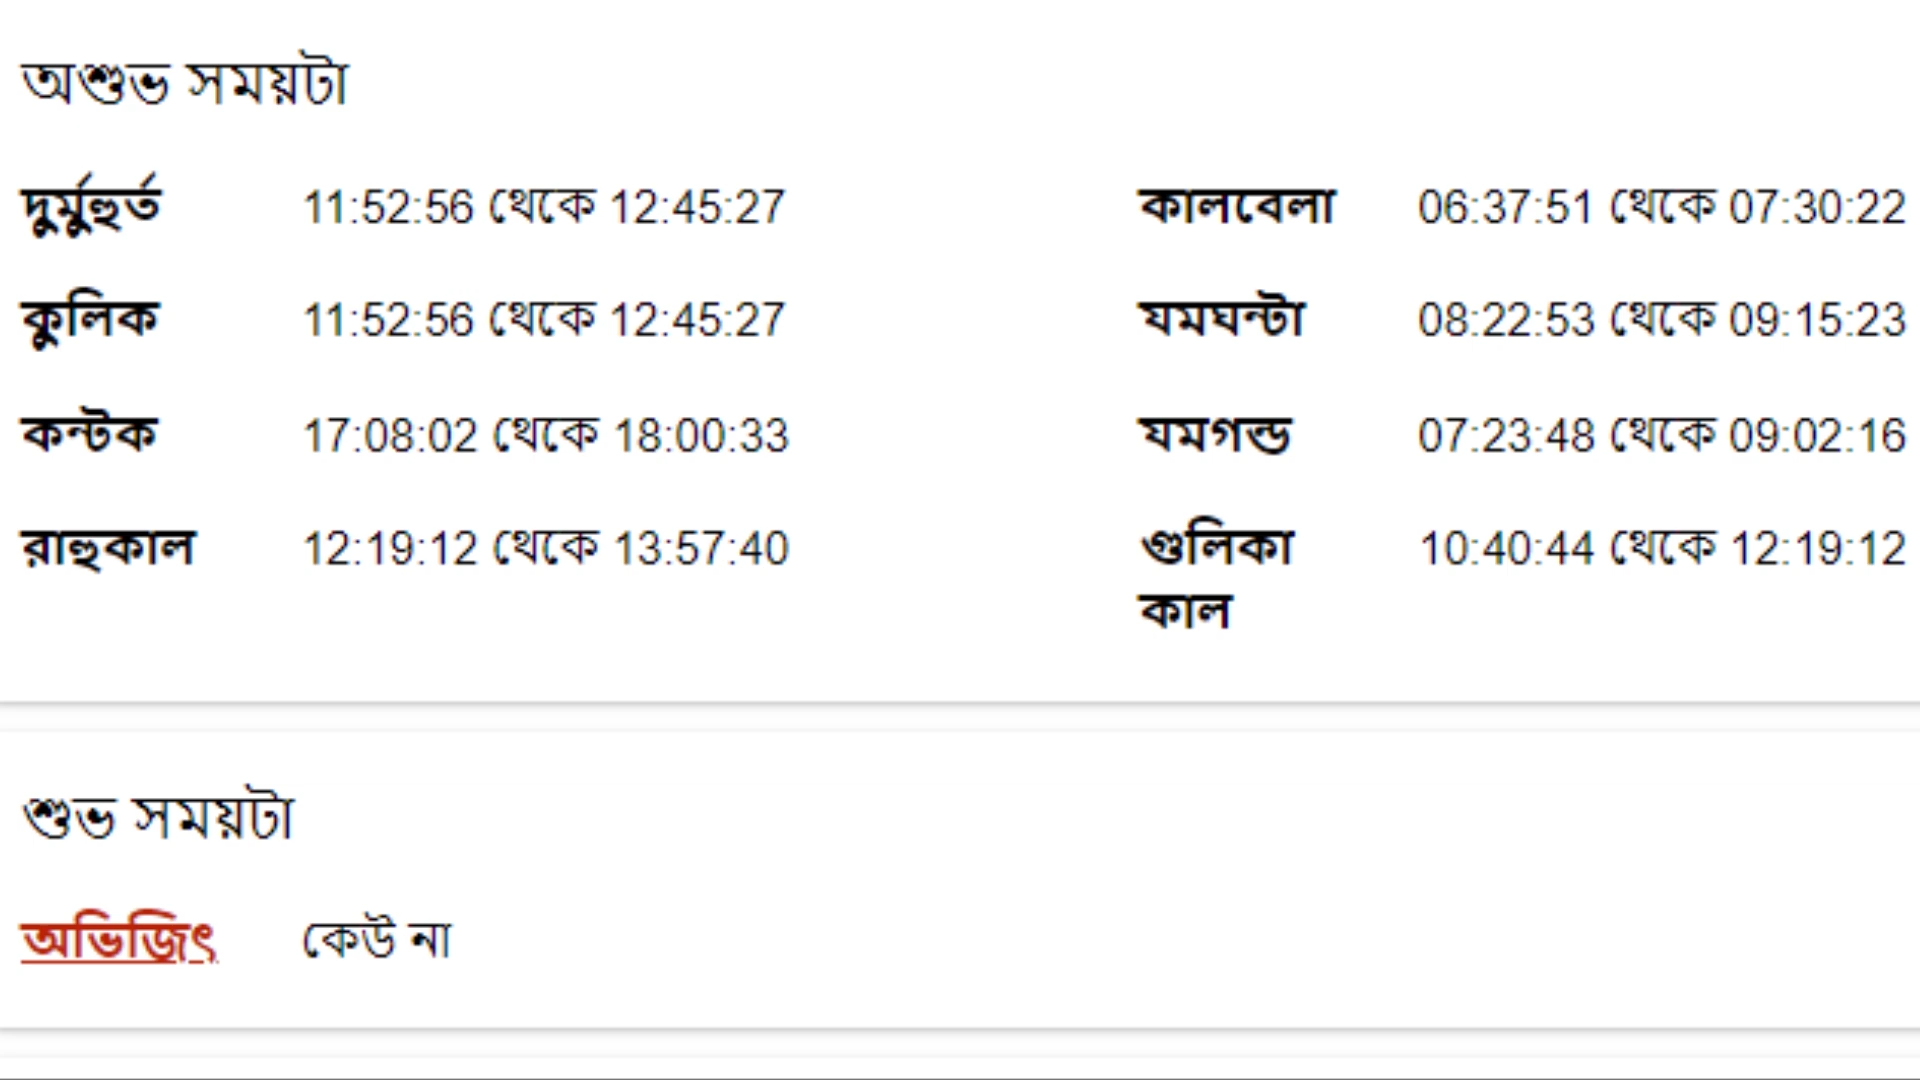 অশুভ সময়টা
দুর্মুহুর্ত 11:52:56 থেকে 12:45:27 কালবেলা 06:37:51 থেকে 07:30:22
কুলিক 11:52:56 থেকে 12:45:27 যমঘন্টা 08:22:53 থেকে 09:15:23
কন্টক 17:08:02 থেকে 18:00:33 যমগন্ড 07:23:48 থেকে 09:02:16
রাহুকাল 12:19:12 থেকে 13:57:40 গুলিকা 10:40:44 থেকে 12:19:12
কাল
শুভ সময়টা
অভিজিৎ কেউ না